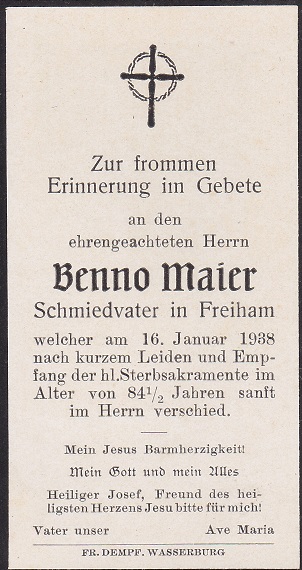 Zur frommen
Erinnerung im Gebete
an den
ehrengeachteten Herrn
Benno Maier
Schmiedvater in Freiham
welcher am 16. Januar 1938
nach kurzem Leiden und Emp-
fang der hl.Sterbsakramente im
Alter von 84½ Jahren sanft
im Herrn verschied.
Mein Jesus Barmherzigkeit!
Mein Gott und mein Alles
Heiliger Josef, Freund des hei-
ligsten Herzens Jesu bitte für mich!
Vater unser Ave Maria
FR. DEMPF. WASSERBURG